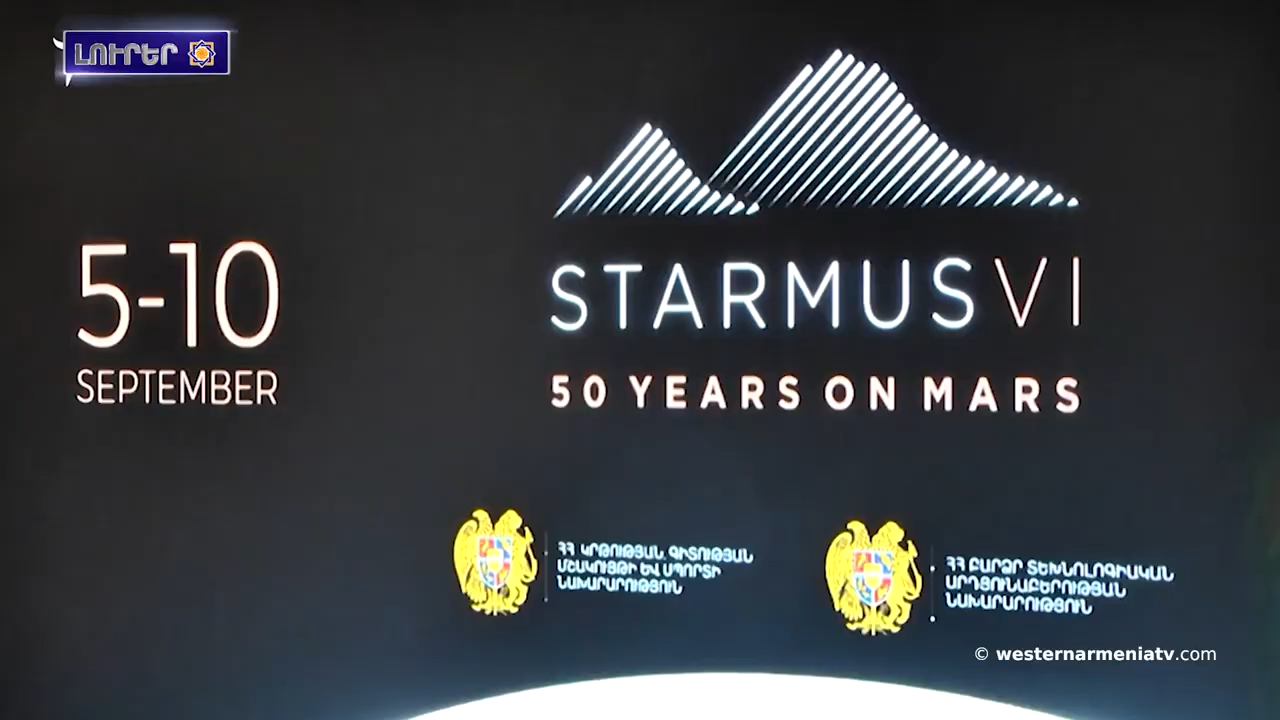 ԼՈՒՐԵՐ
5-10
SEPTEMBER
STARMUS VI
50 YEARS ON MARS
ՀՀ ԿՐԹՈՒԹՅԱՆ, ԳԻՏՈՒԹՅԱՆ
ՄՇԱԿՈՒՅԹԻ ԵՎ ՍՊՈՐՏԻ
ՆԱԽԱՐԱՐՈՒԹՅՈՒՆ
ՀՀ ԲԱՐՁՐ ՏԵԽՆՈԼՈԳԻԱԿԱՆ
ԱՐԴՅՈՒՆԱԲԵՐՈՒԹՅԱՆ
ՆԱԽԱՐԱՐՈՒԹՅՈՒՆ
© westernarmeniatv.com